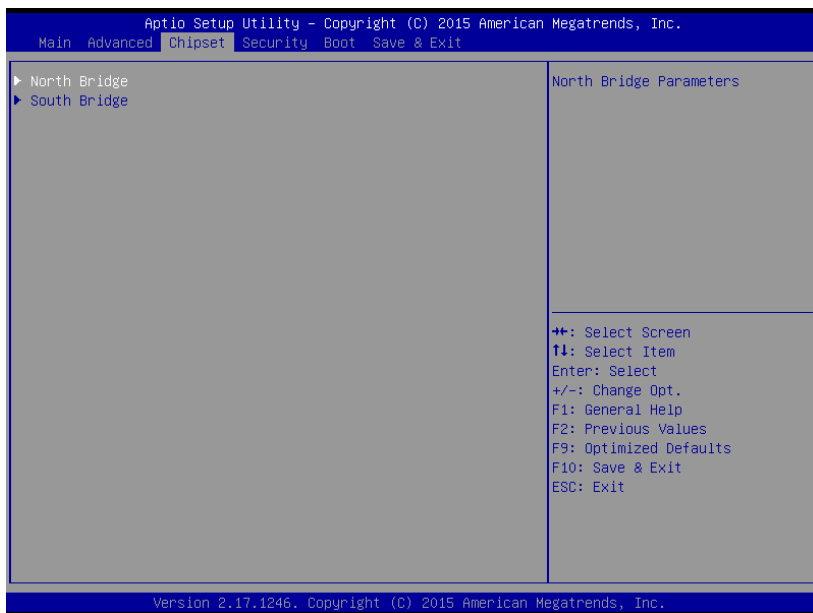 Aptio Setup Utility – Copyright (C) 2015 American Megatrends, Inc.
Main Advanced Chipset Security Boot Save & Exit
▶ North Bridge
▶ South Bridge
North Bridge Parameters
→←: Select Screen
↑↓: Select Item
Enter: Select
+/-: Change Opt.
F1: General Help
F2: Previous Values
F9: Optimized Defaults
F10: Save & Exit
ESC: Exit
Version 2.17.1246. Copyright (C) 2015 American Megatrends, Inc.